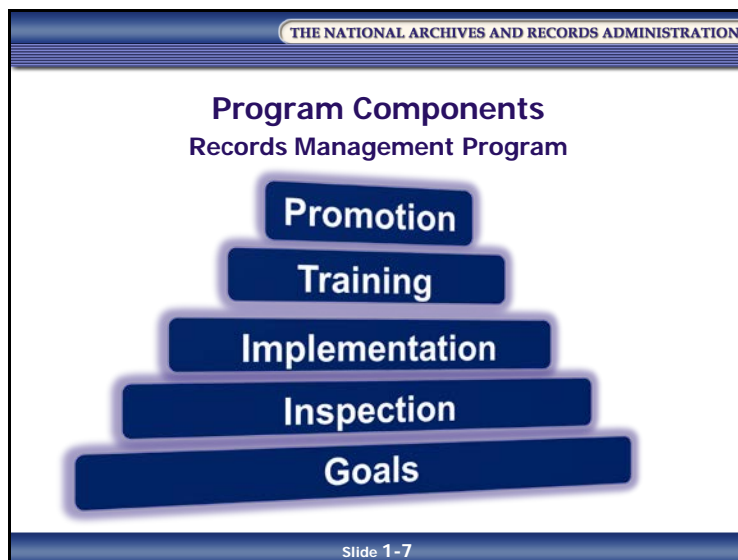 THE NATIONAL ARCHIVES AND RECORDS ADMINISTRATION
Program Components
Records Management Program
Promotion
Training
Implementation
Inspection
Goals
Slide 1-7